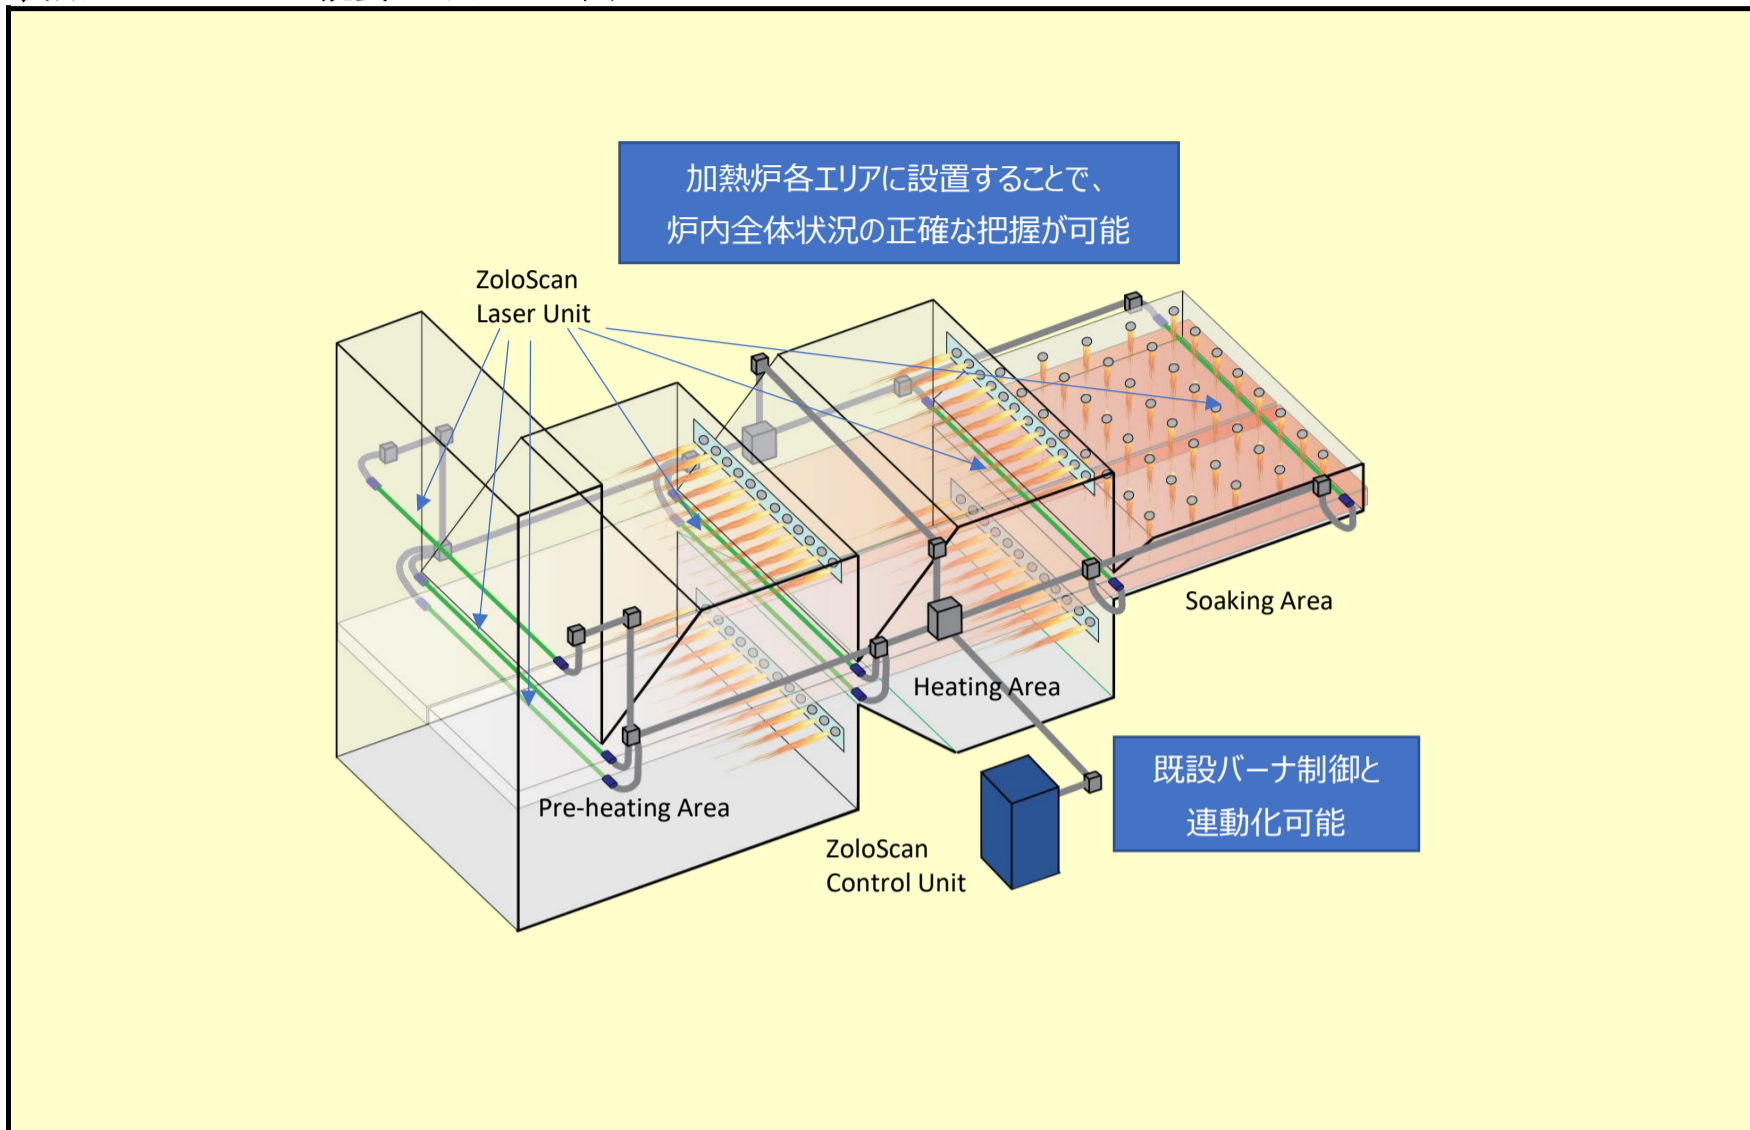 加熱炉各エリアに設置することで、
炉内全体状況の正確な把握が可能
ZoloScan
Laser Unit
Soaking Area
Heating Area
Pre-heating Area
既設バーナ制御と
連動化可能
ZoloScan
Control Unit